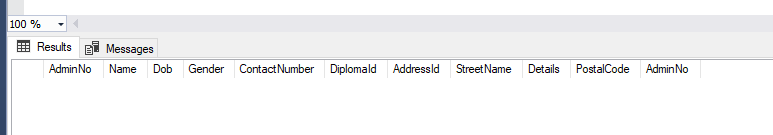 100 %
Results Messages
AdminNo Name Dob Gender ContactNumber DiplomaId AddressId StreetName Details PostalCode AdminNo